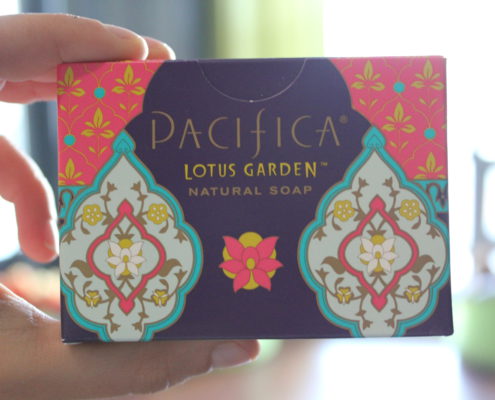 PACIFICA®
LOTUS GARDEN™
NATURAL SOAP